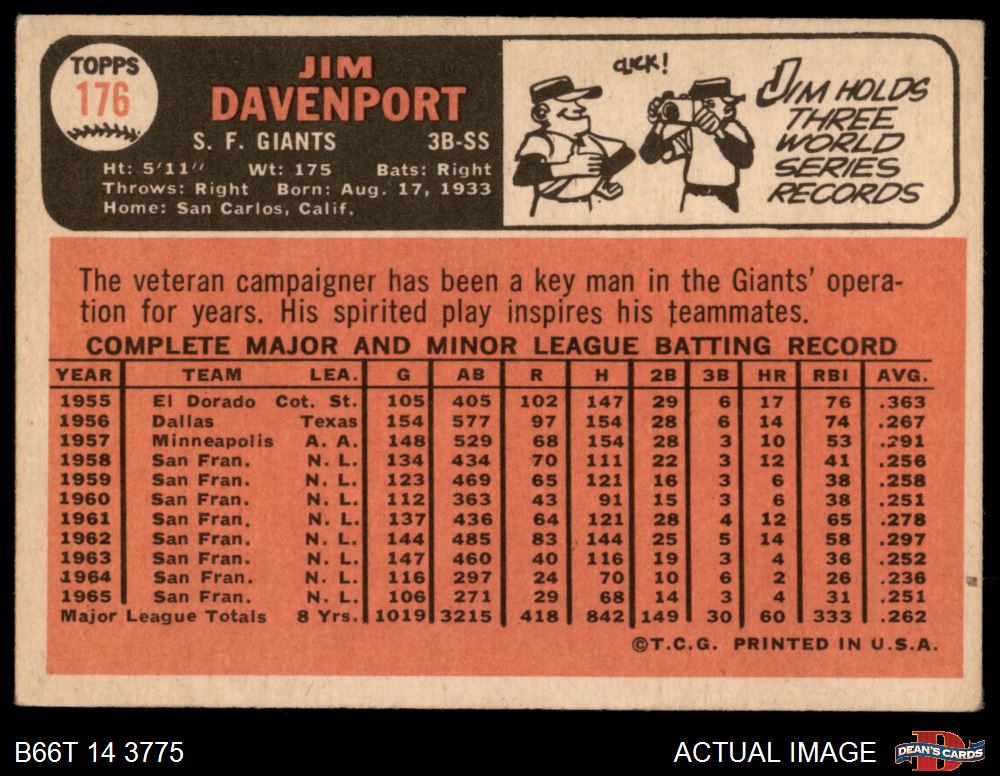 TOPPS
176
JIM
DAVENPORT
S. F. GIANTS 3B-SS
Ht: 5'11" Wt: 175 Bats: Right
Throws: Right Born: Aug. 17, 1933
Home: San Carlos, Calif.
CLICK!
JIM HOLDS
THREE
WORLD
SERIES
RECORDS
The veteran campaigner has been a key man in the Giants' opera-
tion for years. His spirited play inspires his teammates.
COMPLETE MAJOR AND MINOR LEAGUE BATTING RECORD
YEAR TEAM LEA. G AB R H 2B 3B HR RBI AVG.
1955 El Dorado Cot. St. 105 405 102 147 29 6 17 76 .363
1956 Dallas Texas 154 577 97 154 28 6 14 74 .267
1957 Minneapolis A. A. 148 529 68 154 28 3 10 53 .291
1958 San Fran. N. L. 134 434 70 111 22 3 12 41 .256
1959 San Fran. N. L. 123 469 65 121 16 3 6 38 .258
1960 San Fran. N. L. 112 363 43 91 15 3 6 38 .251
1961 San Fran. N. L. 137 436 64 121 28 4 12 65 .278
1962 San Fran. N. L. 144 485 83 144 25 5 14 58 .297
1963 San Fran. N. L. 147 460 40 116 19 3 4 36 .252
1964 San Fran. N. L. 116 297 24 70 10 6 2 26 .236
1965 San Fran. N. L. 106 271 29 68 14 3 4 31 .251
Major League Totals 8 Yrs. 1019 3215 418 842 149 30 60 333 .262
©T.C.G. PRINTED IN U.S.A.
B66T 14 3775 ACTUAL IMAGE DEAN'S CARDS